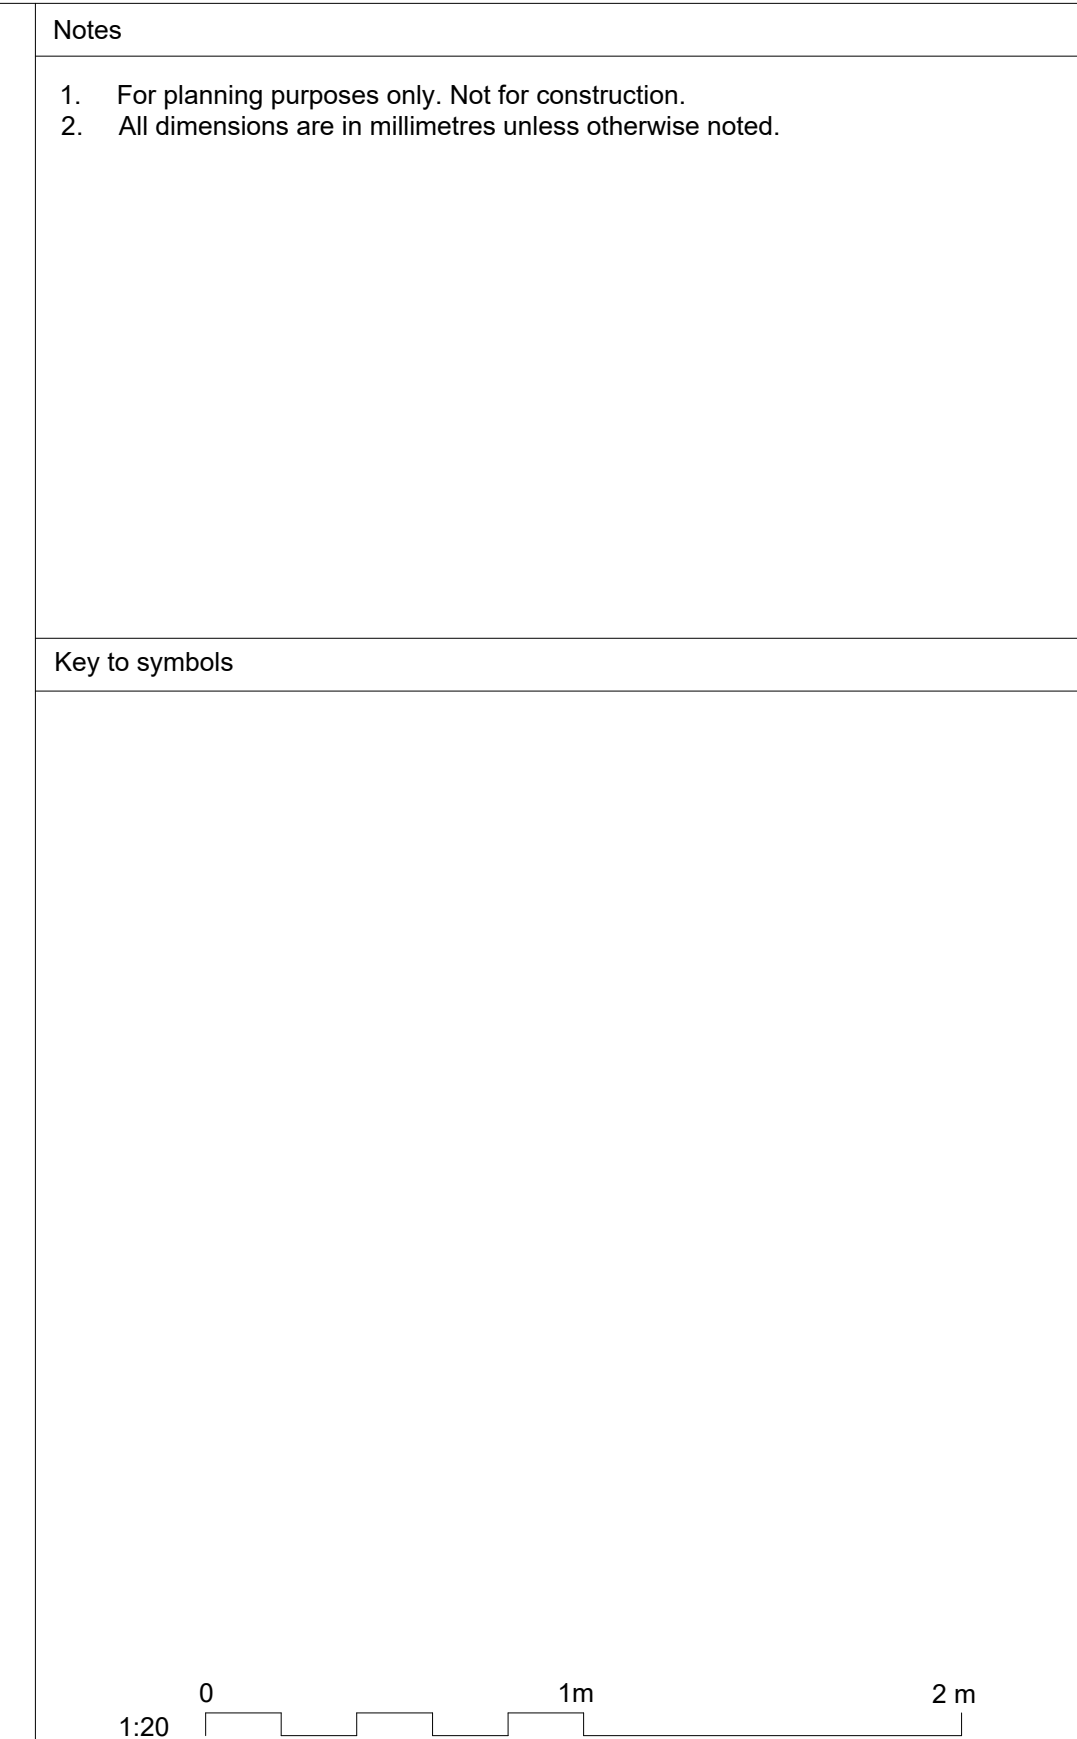 Notes
1. For planning purposes only. Not for construction.
2. All dimensions are in millimetres unless otherwise noted.
Key to symbols
0 1m 2 m
1:20